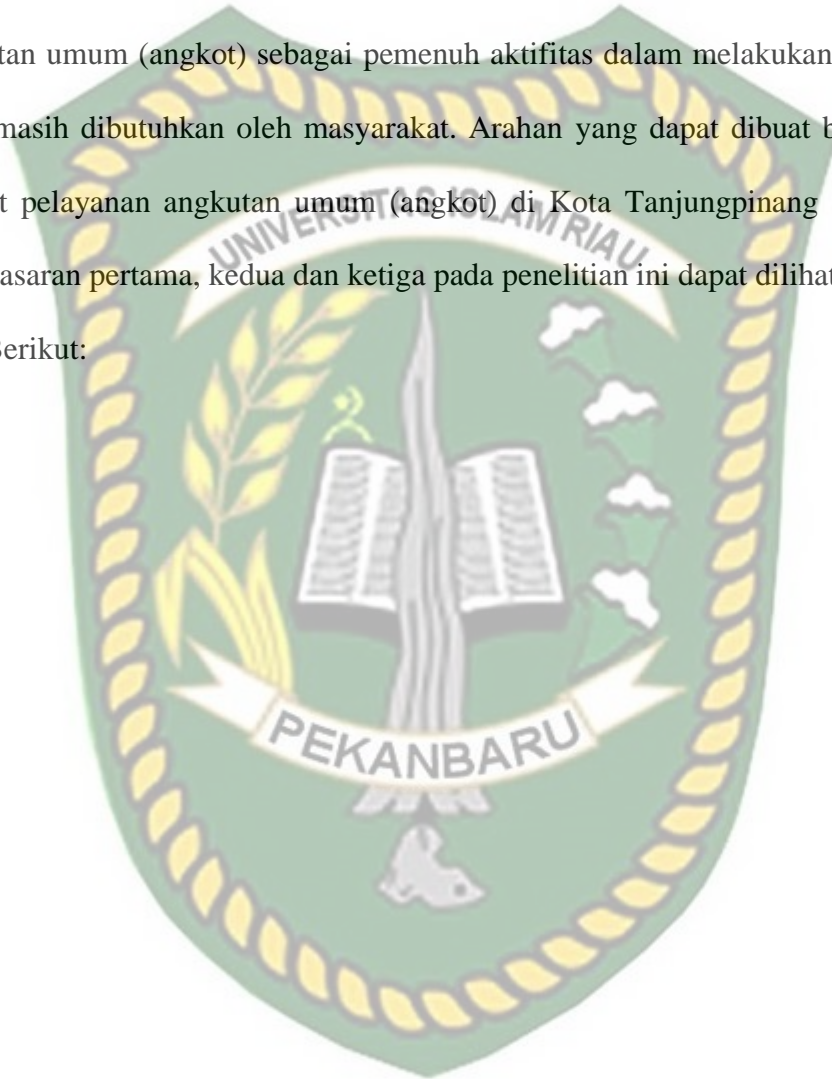 tan umum (angkot) sebagai pemenuh aktifitas dalam melakukan
masih dibutuhkan oleh masyarakat. Arahan yang dapat dibuat b
t pelayanan angkutan umum (angkot) di Kota Tanjungpinang
asaran pertama, kedua dan ketiga pada penelitian ini dapat dilihat
Berikut:
UNIVERSITAS ISLAM RIAU
PEKANBARU